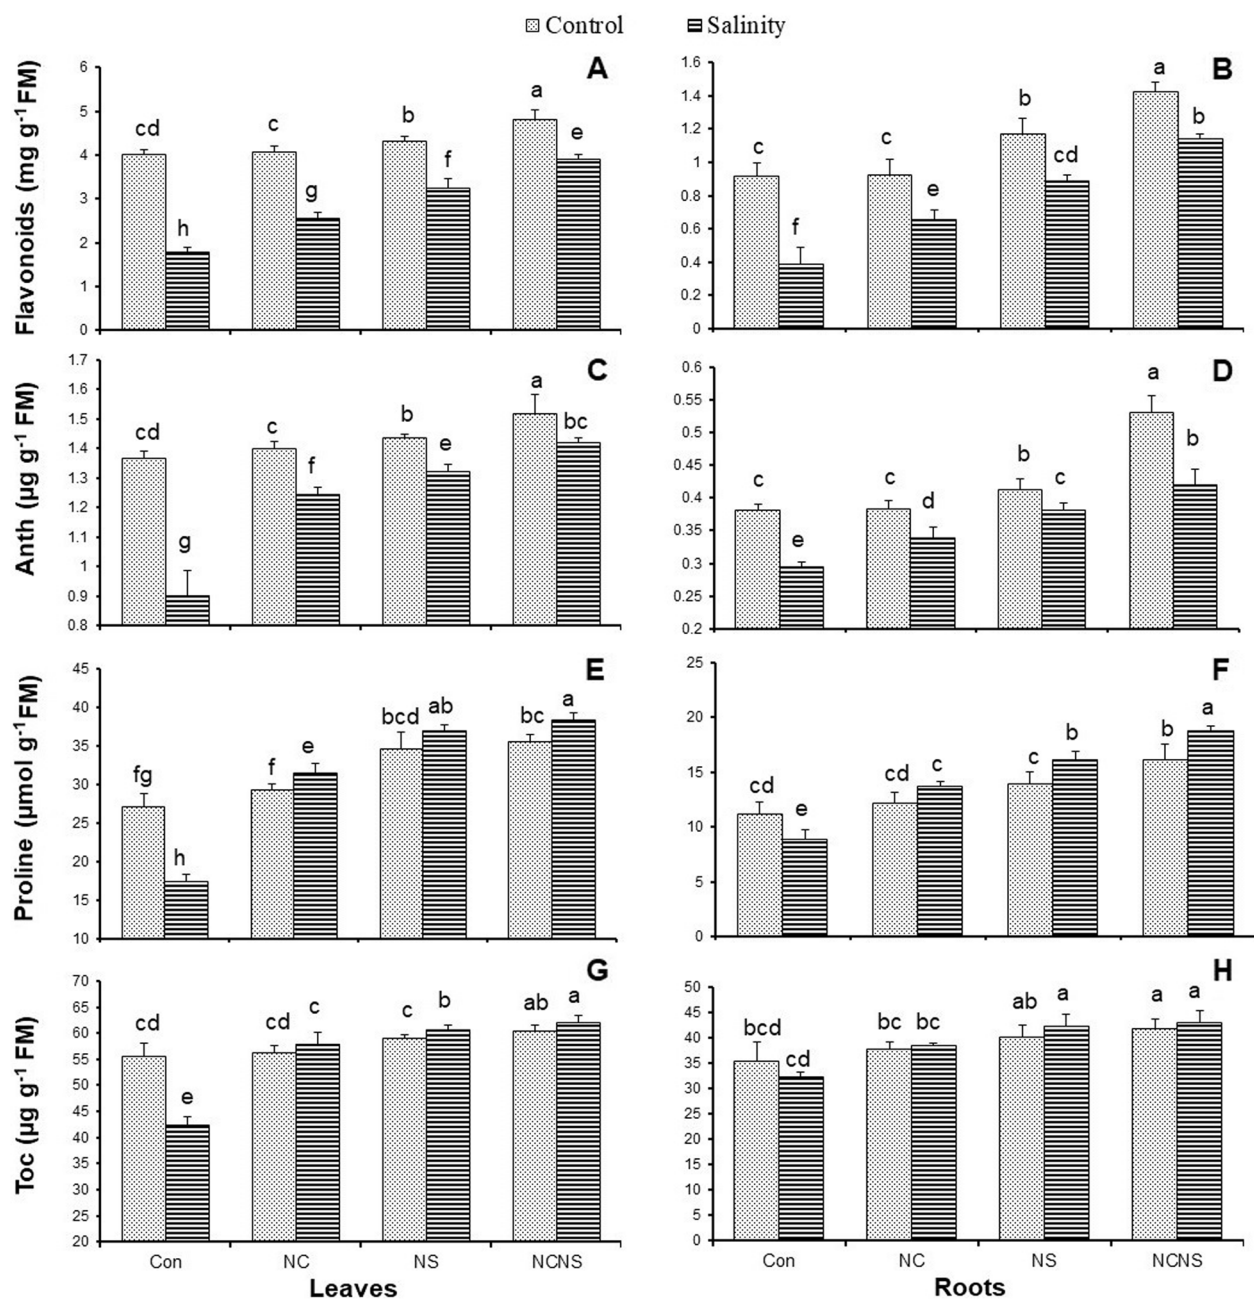 Control Salinity
A
Flavonoids (mg g⁻¹FM)
6
5
4
3
2
1
0
cd h c g b f a e
B
1.6
1.4
1.2
1
0.8
0.6
0.4
0.2
0
c f c e b cd a b
C
Anth (µg g⁻¹ FM)
1.7
1.6
1.5
1.4
1.3
1.2
1.1
1
0.9
0.8
cd g c f b e a bc
D
0.6
0.55
0.5
0.45
0.4
0.35
0.3
0.25
0.2
c e c d b c a b
E
Proline (µmol g⁻¹FM)
45
40
35
30
25
20
15
10
fg h f e bcd ab bc a
F
25
20
15
10
5
0
cd e cd c c b b a
G
Toc (µg g⁻¹ FM)
70
65
60
55
50
45
40
35
30
25
20
cd e cd c c b ab a
Con NC NS NCNS
Leaves
H
50
45
40
35
30
25
20
15
10
5
0
bcd cd bc bc ab a a a
Con NC NS NCNS
Roots